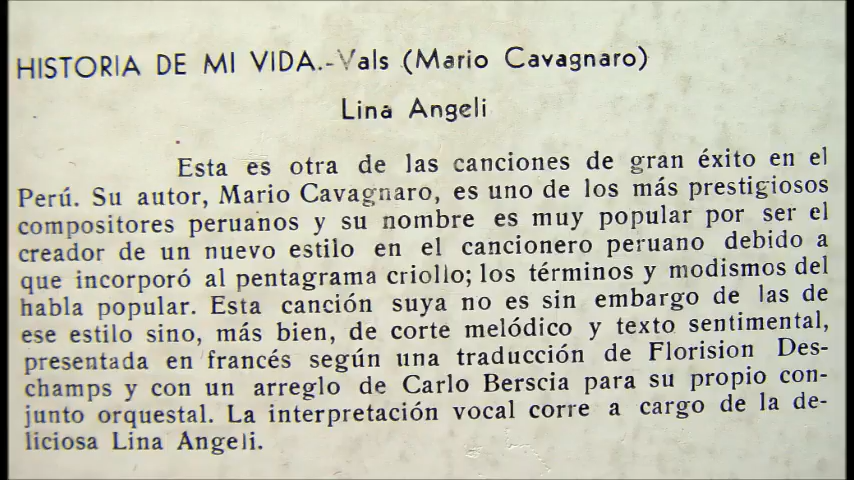 HISTORIA DE MI VIDA.-Vals (Mario Cavagnaro)
Lina Angeli
Esta es otra de las canciones de gran éxito en el
Perú. Su autor, Mario Cavagnaro, es uno de los más prestigiosos
compositores peruanos y su nombre es muy popular por ser el
creador de un nuevo estilo en el cancionero peruano debido a
que incorporó al pentagrama criollo; los términos y modismos del
habla popular. Esta canción suya no es sin embargo de las de
ese estilo sino, más bien, de corte melódico y texto sentimental,
presentada en francés según una traducción de Florision Des-
champs y con un arreglo de Carlo Berscia para su propio con-
junto orquestal. La interpretación vocal corre a cargo de la de-
liciosa Lina Angeli.